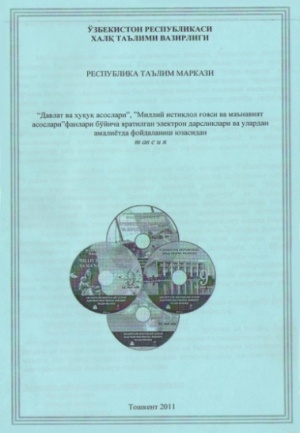 ЎЗБЕКИСТОН РЕСПУБЛИКАСИ
ХАЛҚ ТАЪЛИМИ ВАЗИРЛИГИ
РЕСПУБЛИКА ТАЪЛИМ МАРКАЗИ
"Давлат ва ҳуқуқ асослари", "Миллий истиқлол ғояси ва маънавият
асослари"фанлари бўйича яратилган электрон дарсликлари ва улардан
амалиётда фойдаланиш юзасидан
т а в с и я
9
Тошкент 2011